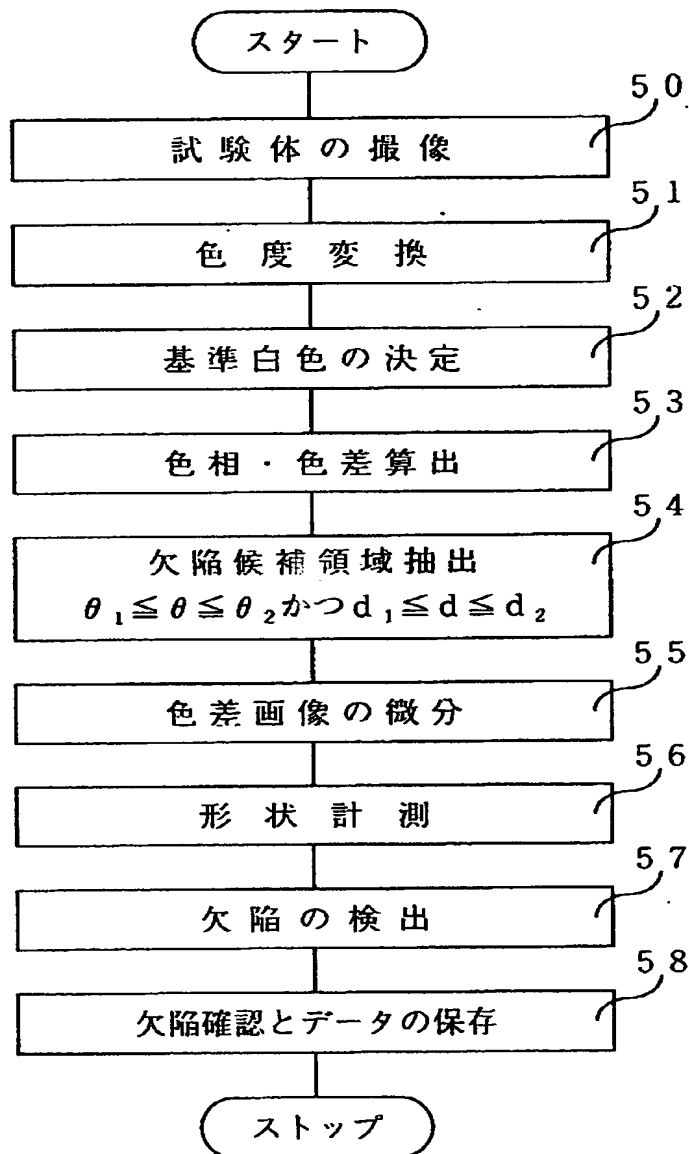 スタート
50
試験体の撮像
51
色度変換
52
基準白色の決定
53
色相・色差算出
54
欠陥候補領域抽出
θ₁≦θ≦θ₂かつd₁≦d≦d₂
55
色差画像の微分
56
形状計測
57
欠陥の検出
58
欠陥確認とデータの保存
ストップ